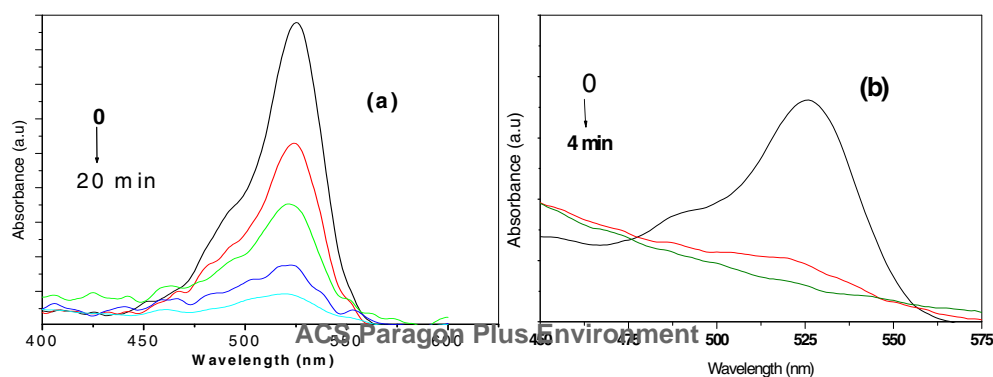 Absorbance (a.u)
0
20 min
(a)
400 450 500 550 600
Wavelength (nm)
Absorbance (a.u)
0
4 min
(b)
450 475 500 525 550 575
Wavelength (nm)
ACS Paragon Plus Environment